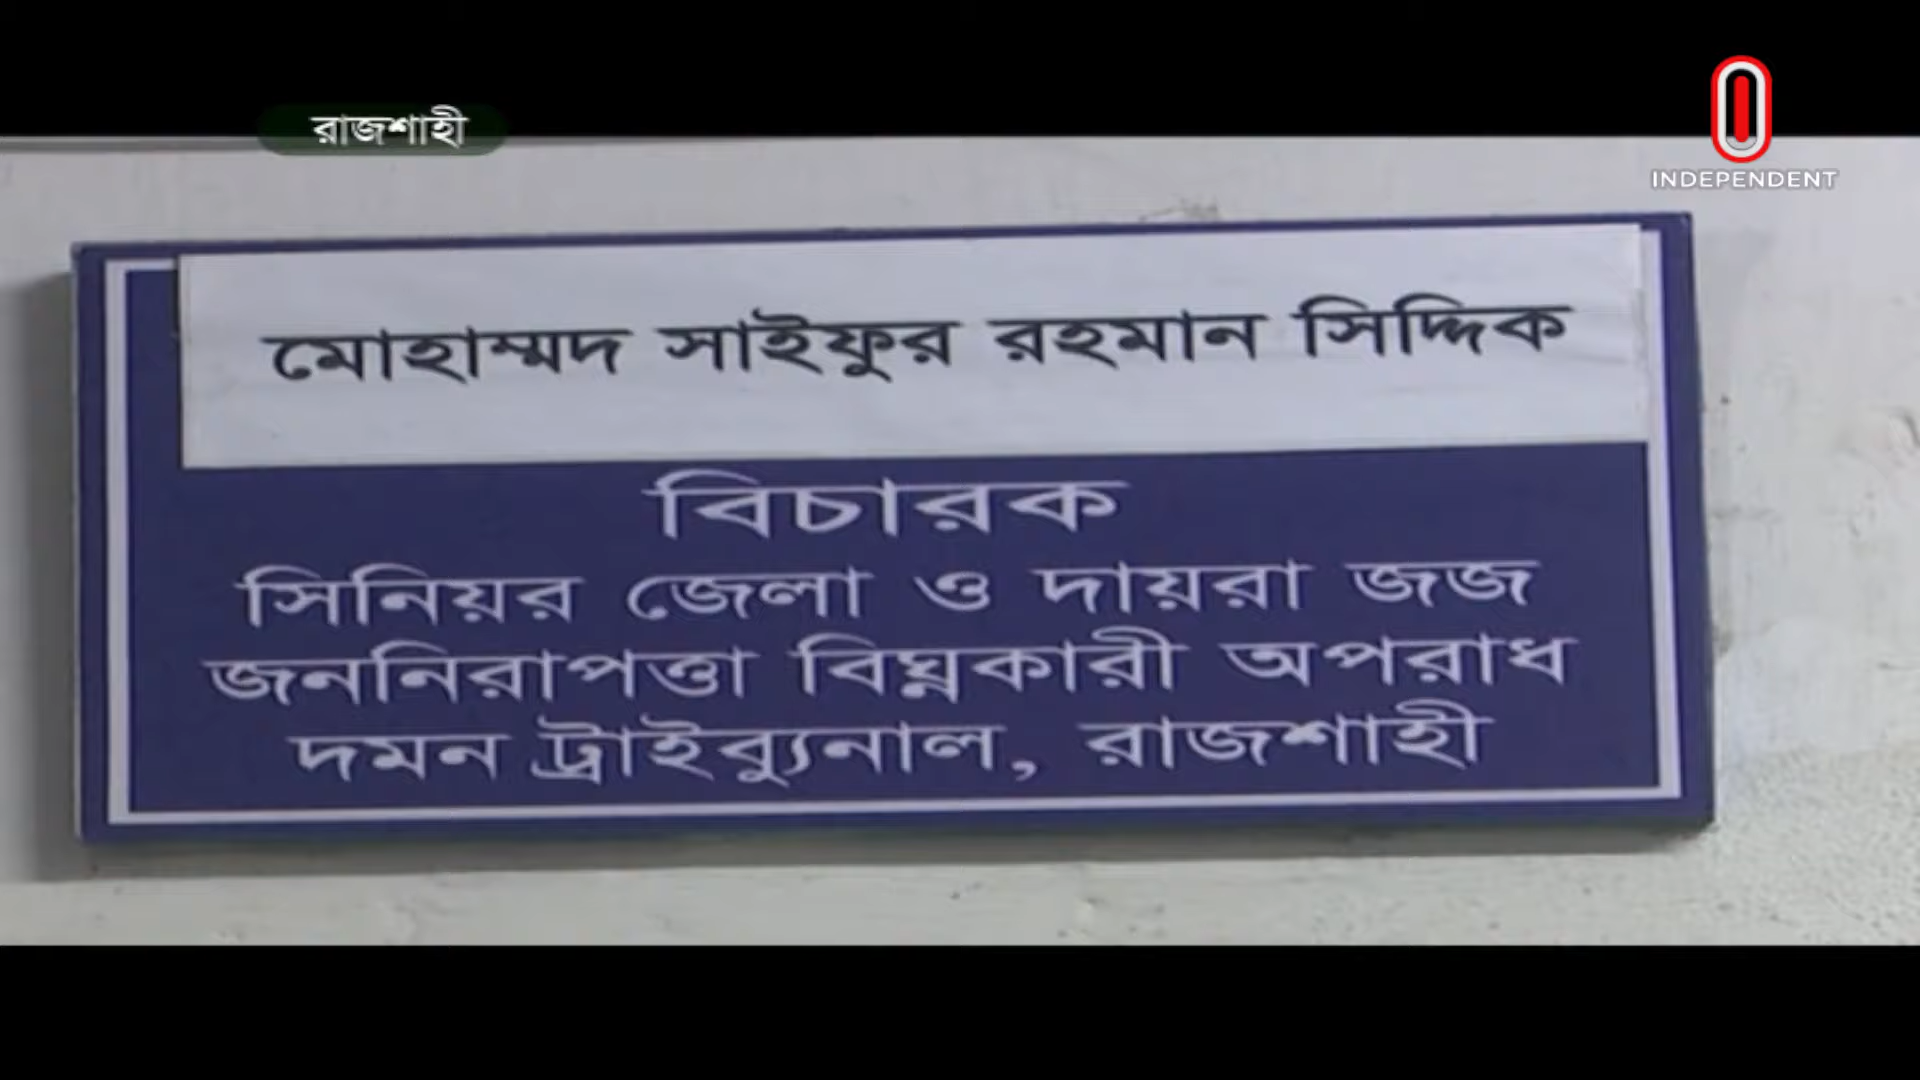 রাজশাহী
INDEPENDENT
মোহাম্মদ সাইফুর রহমান সিদ্দিক
বিচারক
সিনিয়র জেলা ও দায়রা জজ
জননিরাপত্তা বিঘ্নকারী অপরাধ
দমন ট্রাইব্যুনাল, রাজশাহী